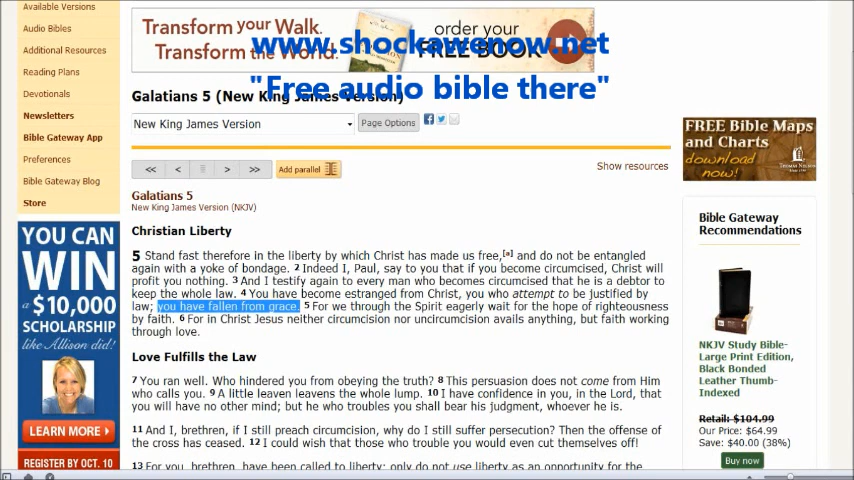 Available Versions
Audio Bibles
Additional Resources
Reading Plans
Devotionals
Newsletters
Bible Gateway App
Preferences
Bible Gateway Blog
Store
YOU CAN
WIN
A $10,000
SCHOLARSHIP
like Allison did!
LEARN MORE
REGISTER BY OCT. 10
Transform your Walk.
Transform the World.
order your
FREE BOOK
www.shockawenow.net
"Free audio bible there"
Galatians 5 (New King James Version)
New King James Version
Page Options
<<
<
>
>>
Add parallel
Show resources
Galatians 5
New King James Version (NKJV)
Christian Liberty
5 Stand fast therefore in the liberty by which Christ has made us free,[a] and do not be entangled
again with a yoke of bondage. 2 Indeed I, Paul, say to you that if you become circumcised, Christ will
profit you nothing. 3 And I testify again to every man who becomes circumcised that he is a debtor to
keep the whole law. 4 You have become estranged from Christ, you who attempt to be justified by
law; you have fallen from grace. 5 For we through the Spirit eagerly wait for the hope of righteousness
by faith. 6 For in Christ Jesus neither circumcision nor uncircumcision avails anything, but faith working
through love.
Love Fulfills the Law
7 You ran well. Who hindered you from obeying the truth? 8 This persuasion does not come from Him
who calls you. 9 A little leaven leavens the whole lump. 10 I have confidence in you, in the Lord, that
you will have no other mind; but he who troubles you shall bear his judgment, whoever he is.
11 And I, brethren, if I still preach circumcision, why do I still suffer persecution? Then the offense of
the cross has ceased. 12 I could wish that those who trouble you would even cut themselves off!
13 For you, brethren, have been called to liberty; only do not use liberty as an opportunity for the
FREE Bible Maps
and Charts
download
now!
THOMAS NELSON
Bible Gateway
Recommendations
NKJV Study Bible-
Large Print Edition,
Black Bonded
Leather Thumb-
Indexed
Retail: $104.99
Our Price: $64.99
Save: $40.00 (38%)
Buy now